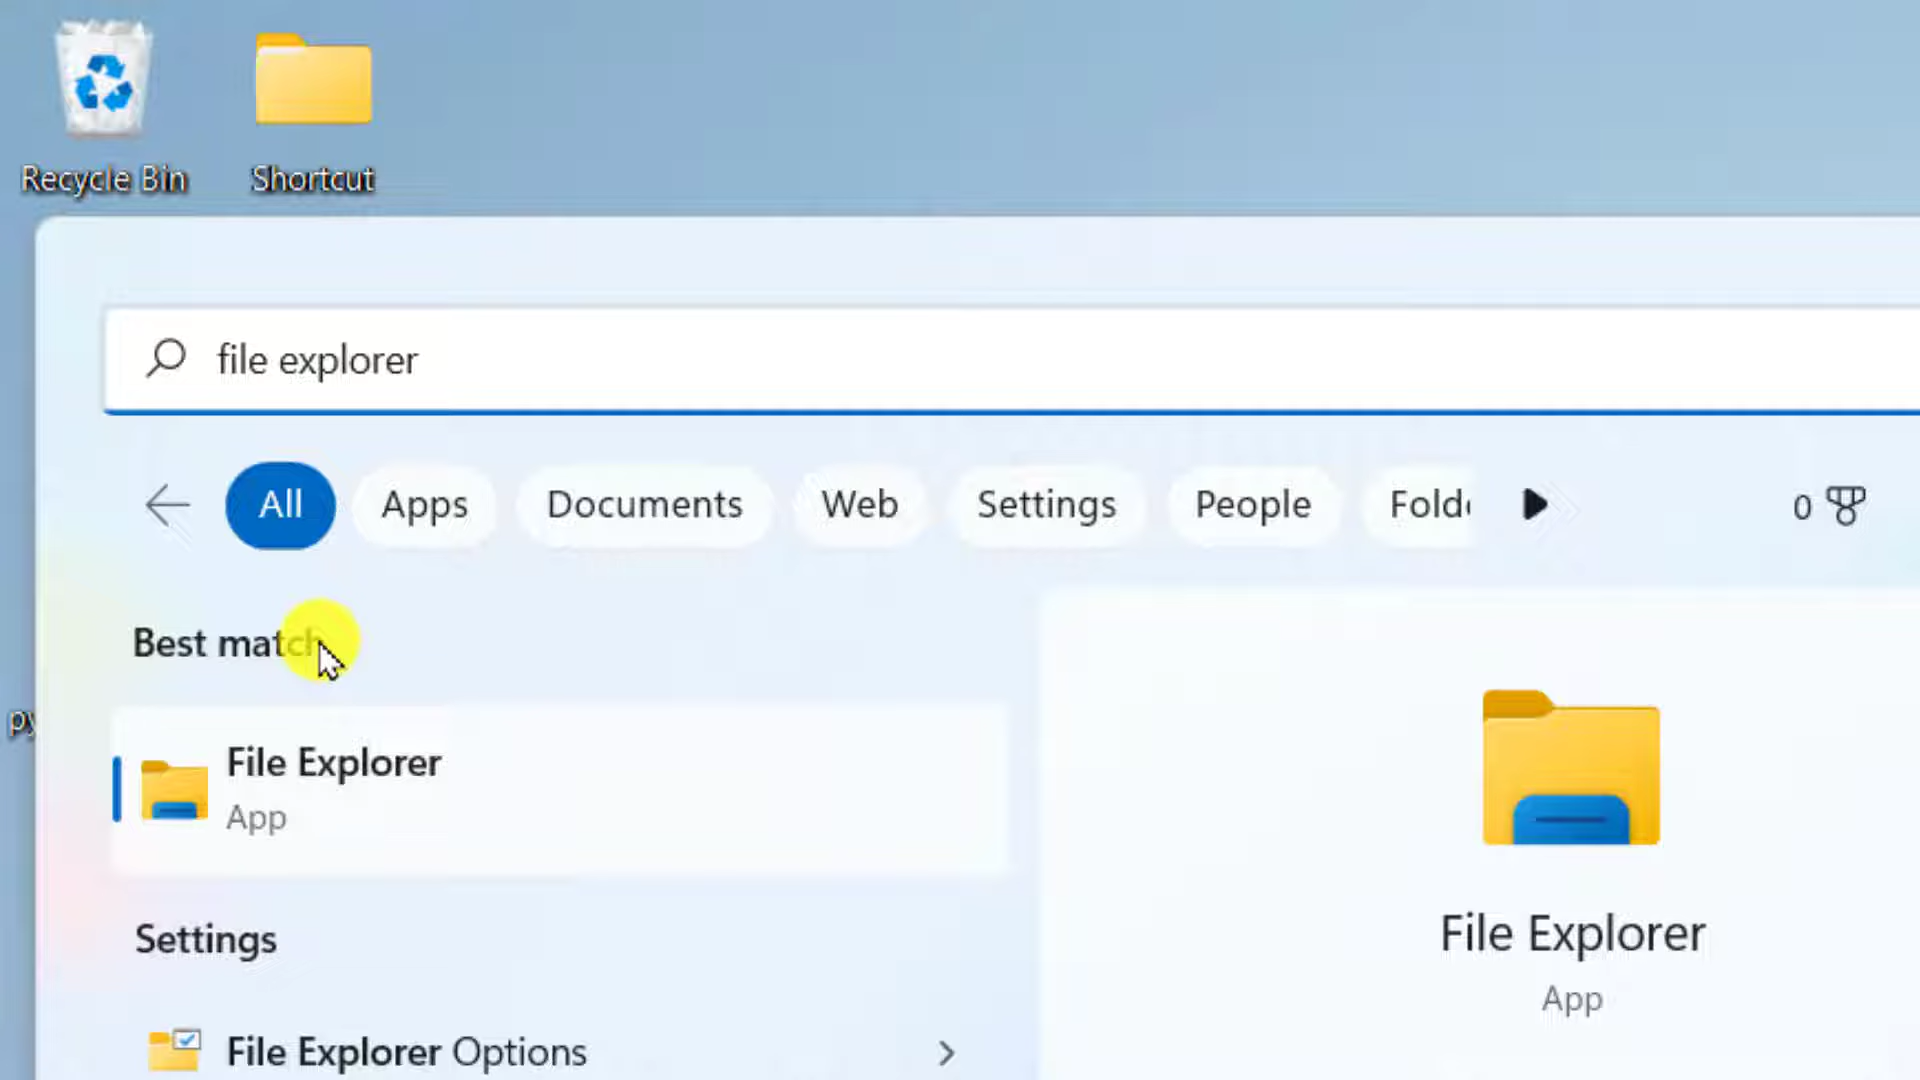 Recycle Bin
Shortcut
file explorer
All Apps Documents Web Settings People 0
Best match
File Explorer
App
Settings
File Explorer Options
File Explorer
App